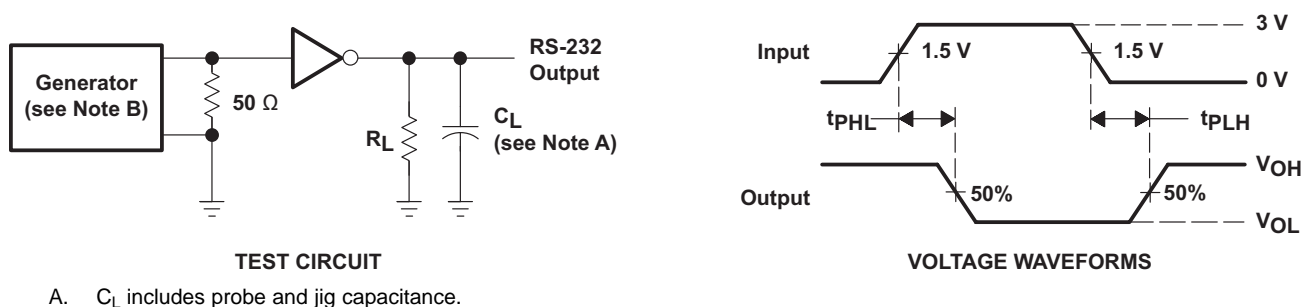 Generator
(see Note B)
50 Ω
RS-232
Output
RL
CL
(see Note A)
TEST CIRCUIT
Input
1.5 V
1.5 V
3 V
0 V
tPHL
tPLH
Output
50%
50%
VOH
VOL
VOLTAGE WAVEFORMS
A. CL includes probe and jig capacitance.